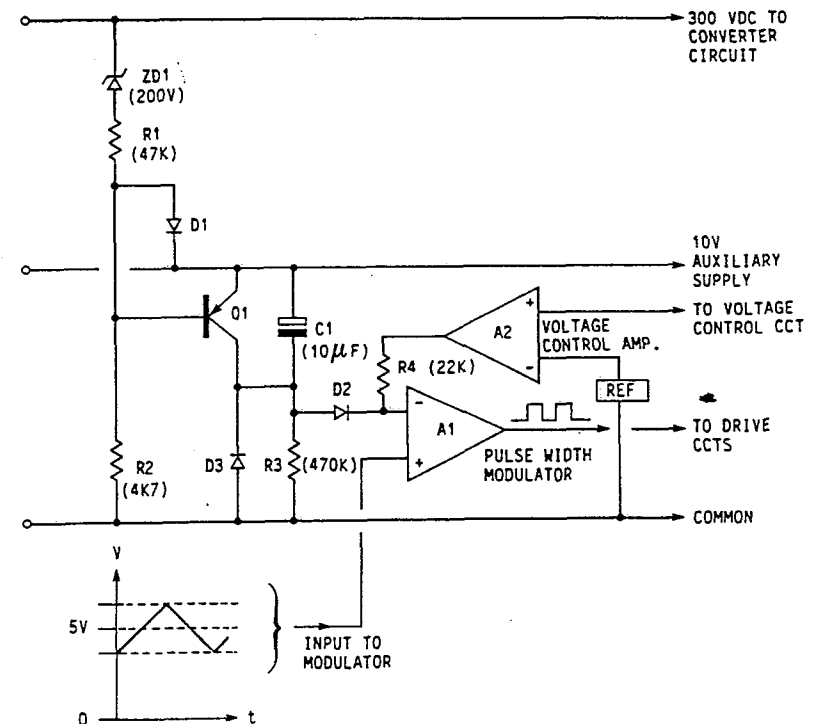 300 VDC TO
CONVERTER
CIRCUIT
ZD1
(200V)
R1
(47K)
D1
10V
AUXILIARY
SUPPLY
Q1
C1
(10μF)
A2
VOLTAGE
CONTROL AMP.
TO VOLTAGE
CONTROL CCT
+
-
R4 (22K)
REF
D2
-
A1
+
TO DRIVE
CCTS
PULSE WIDTH
MODULATOR
R2
(4K7)
D3
R3
(470K)
COMMON
V
5V
INPUT TO
MODULATOR
0
t